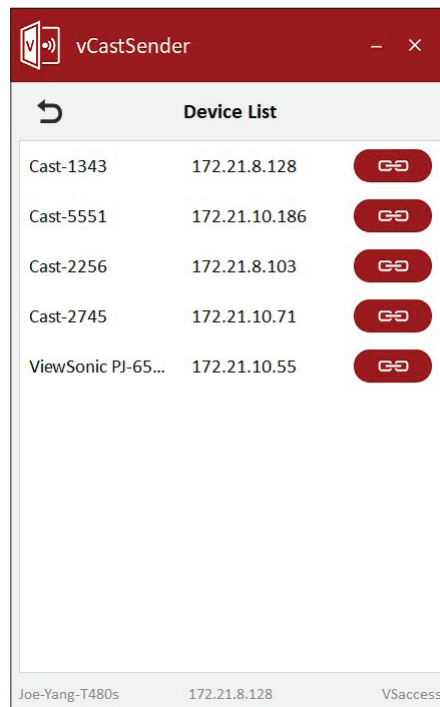 V vCastSender
Device List
Cast-1343 172.21.8.128
Cast-5551 172.21.10.186
Cast-2256 172.21.8.103
Cast-2745 172.21.10.71
ViewSonic PJ-65... 172.21.10.55
Joe-Yang-T480s 172.21.8.128 VSaccess